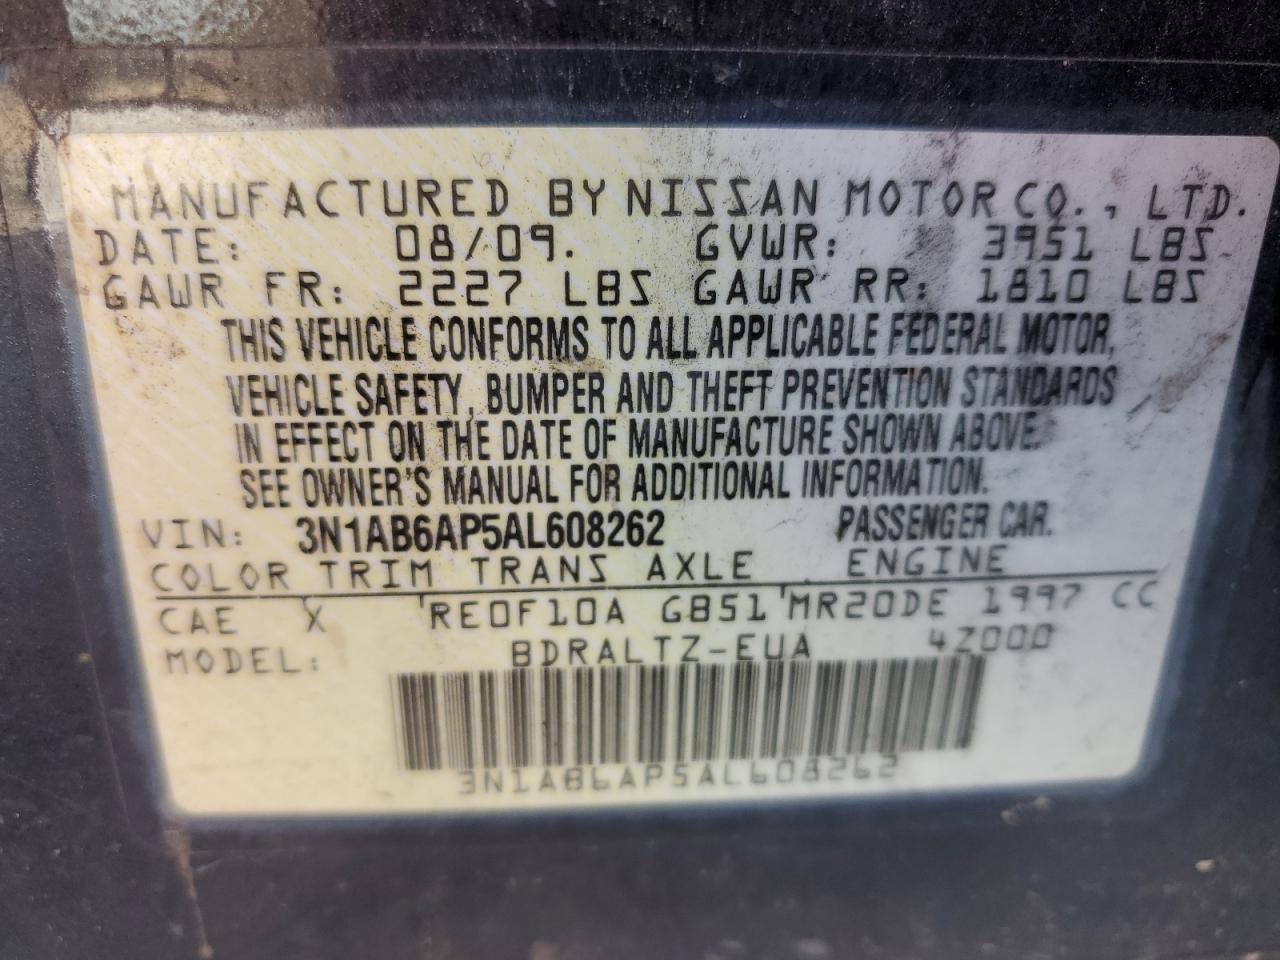 MANUFACTURED BY NISSAN MOTOR CO., LTD.
DATE: 08/09. GVWR: 3951 LBS
GAWR FR: 2227 LBS GAWR RR: 1810 LBS
THIS VEHICLE CONFORMS TO ALL APPLICABLE FEDERAL MOTOR,
VEHICLE SAFETY, BUMPER AND THEFT PREVENTION STANDARDS
IN EFFECT ON THE DATE OF MANUFACTURE SHOWN ABOVE.
SEE OWNER'S MANUAL FOR ADDITIONAL INFORMATION.
VIN: 3N1AB6AP5AL608262 PASSENGER CAR.
COLOR TRIM TRANS AXLE ENGINE
CAE X RE0F10A GB51 MR20DE 1997 CC
MODEL: BDRALTZ-EUA 4Z000
3N1AB6AP5AL608262